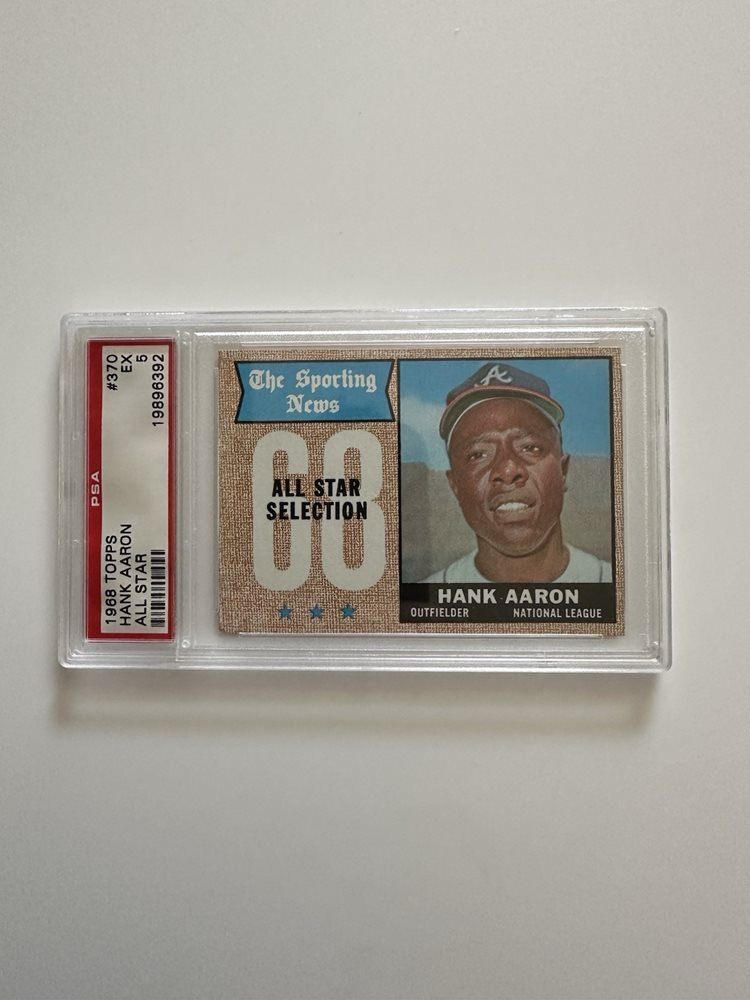 1968 TOPPS #370
HANK AARON EX 5
ALL STAR 19896392
PSA
The Sporting
News
68
ALL STAR
SELECTION
A
HANK AARON
OUTFIELDER NATIONAL LEAGUE